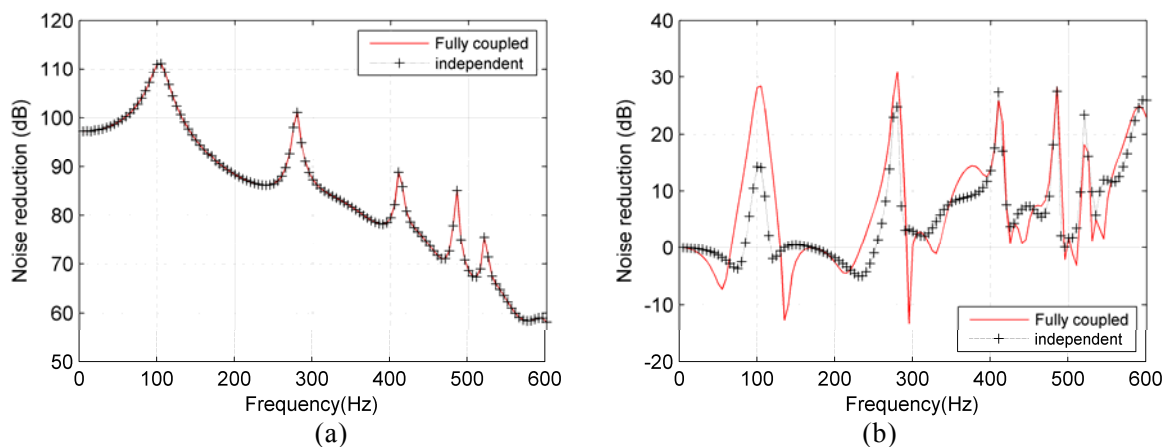 120
110
100
90
80
70
60
50
0
100
200
300
400
500
600
Noise reduction (dB)
Frequency(Hz)
Fully coupled
independent
(a)
40
30
20
10
0
-10
-20
0
100
200
300
400
500
600
Noise reduction (dB)
Frequency(Hz)
Fully coupled
independent
(b)